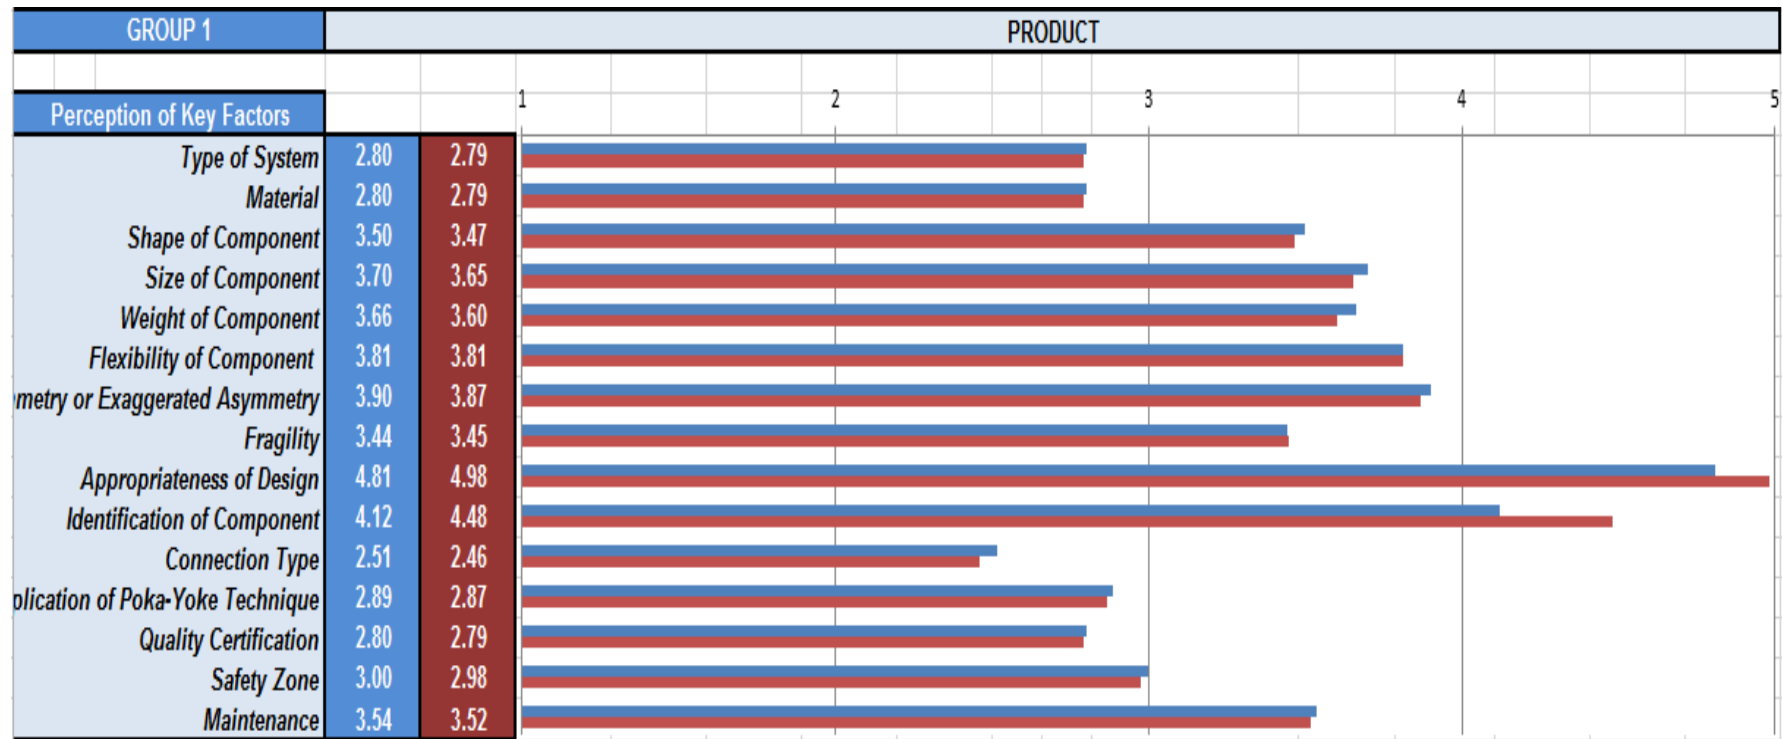 GROUP 1 PRODUCT
Perception of Key Factors 1 2 3 4 5
Type of System 2.80 2.79
Material 2.80 2.79
Shape of Component 3.50 3.47
Size of Component 3.70 3.65
Weight of Component 3.66 3.60
Flexibility of Component 3.81 3.81
metry or Exaggerated Asymmetry 3.90 3.87
Fragility 3.44 3.45
Appropriateness of Design 4.81 4.98
Identification of Component 4.12 4.48
Connection Type 2.51 2.46
plication of Poka-Yoke Technique 2.89 2.87
Quality Certification 2.80 2.79
Safety Zone 3.00 2.98
Maintenance 3.54 3.52